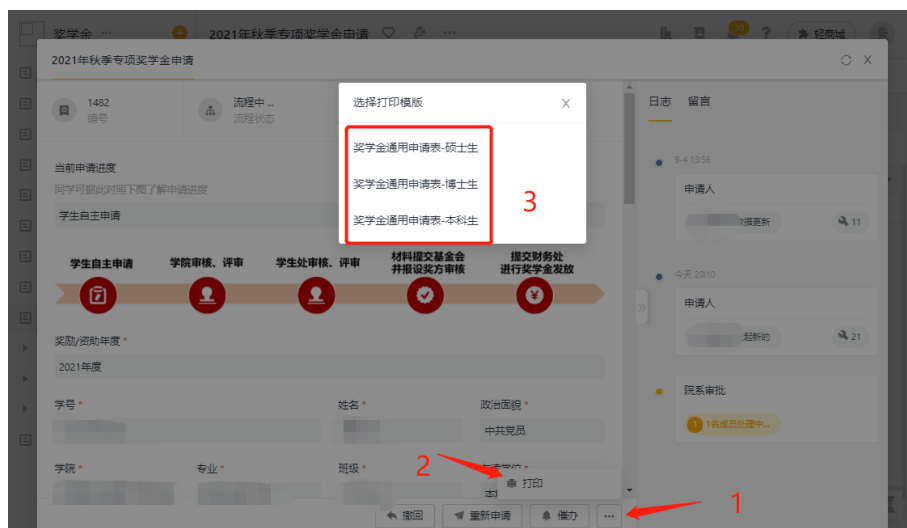 奖学金 ···
2021年秋季专项奖学金申请
10
?
轻商城
2021年秋季专项奖学金申请
X
1482
编号
流程中 ...
流程状态
选择打印模版
X
奖学金通用申请表-硕士生
奖学金通用申请表-博士生
奖学金通用申请表-本科生
3
日志
留言
当前申请进度
同学可据此对照下图了解申请进度
学生自主申请
学生自主申请
学院审核、评审
学生处审核、评审
材料提交基金会
并报设奖方审核
提交财务处
进行奖学金发放
¥
奖励/资助年度 *
2021年度
学号 *
姓名 *
政治面貌 *
中共党员
学院 *
专业 *
班级 *
2
打印
撤回
重新申请
催办
···
1
9-4 13:56
申请人
据更新
11
今天 20:10
申请人
起新的
21
院系审批
1
1名成员处理中...